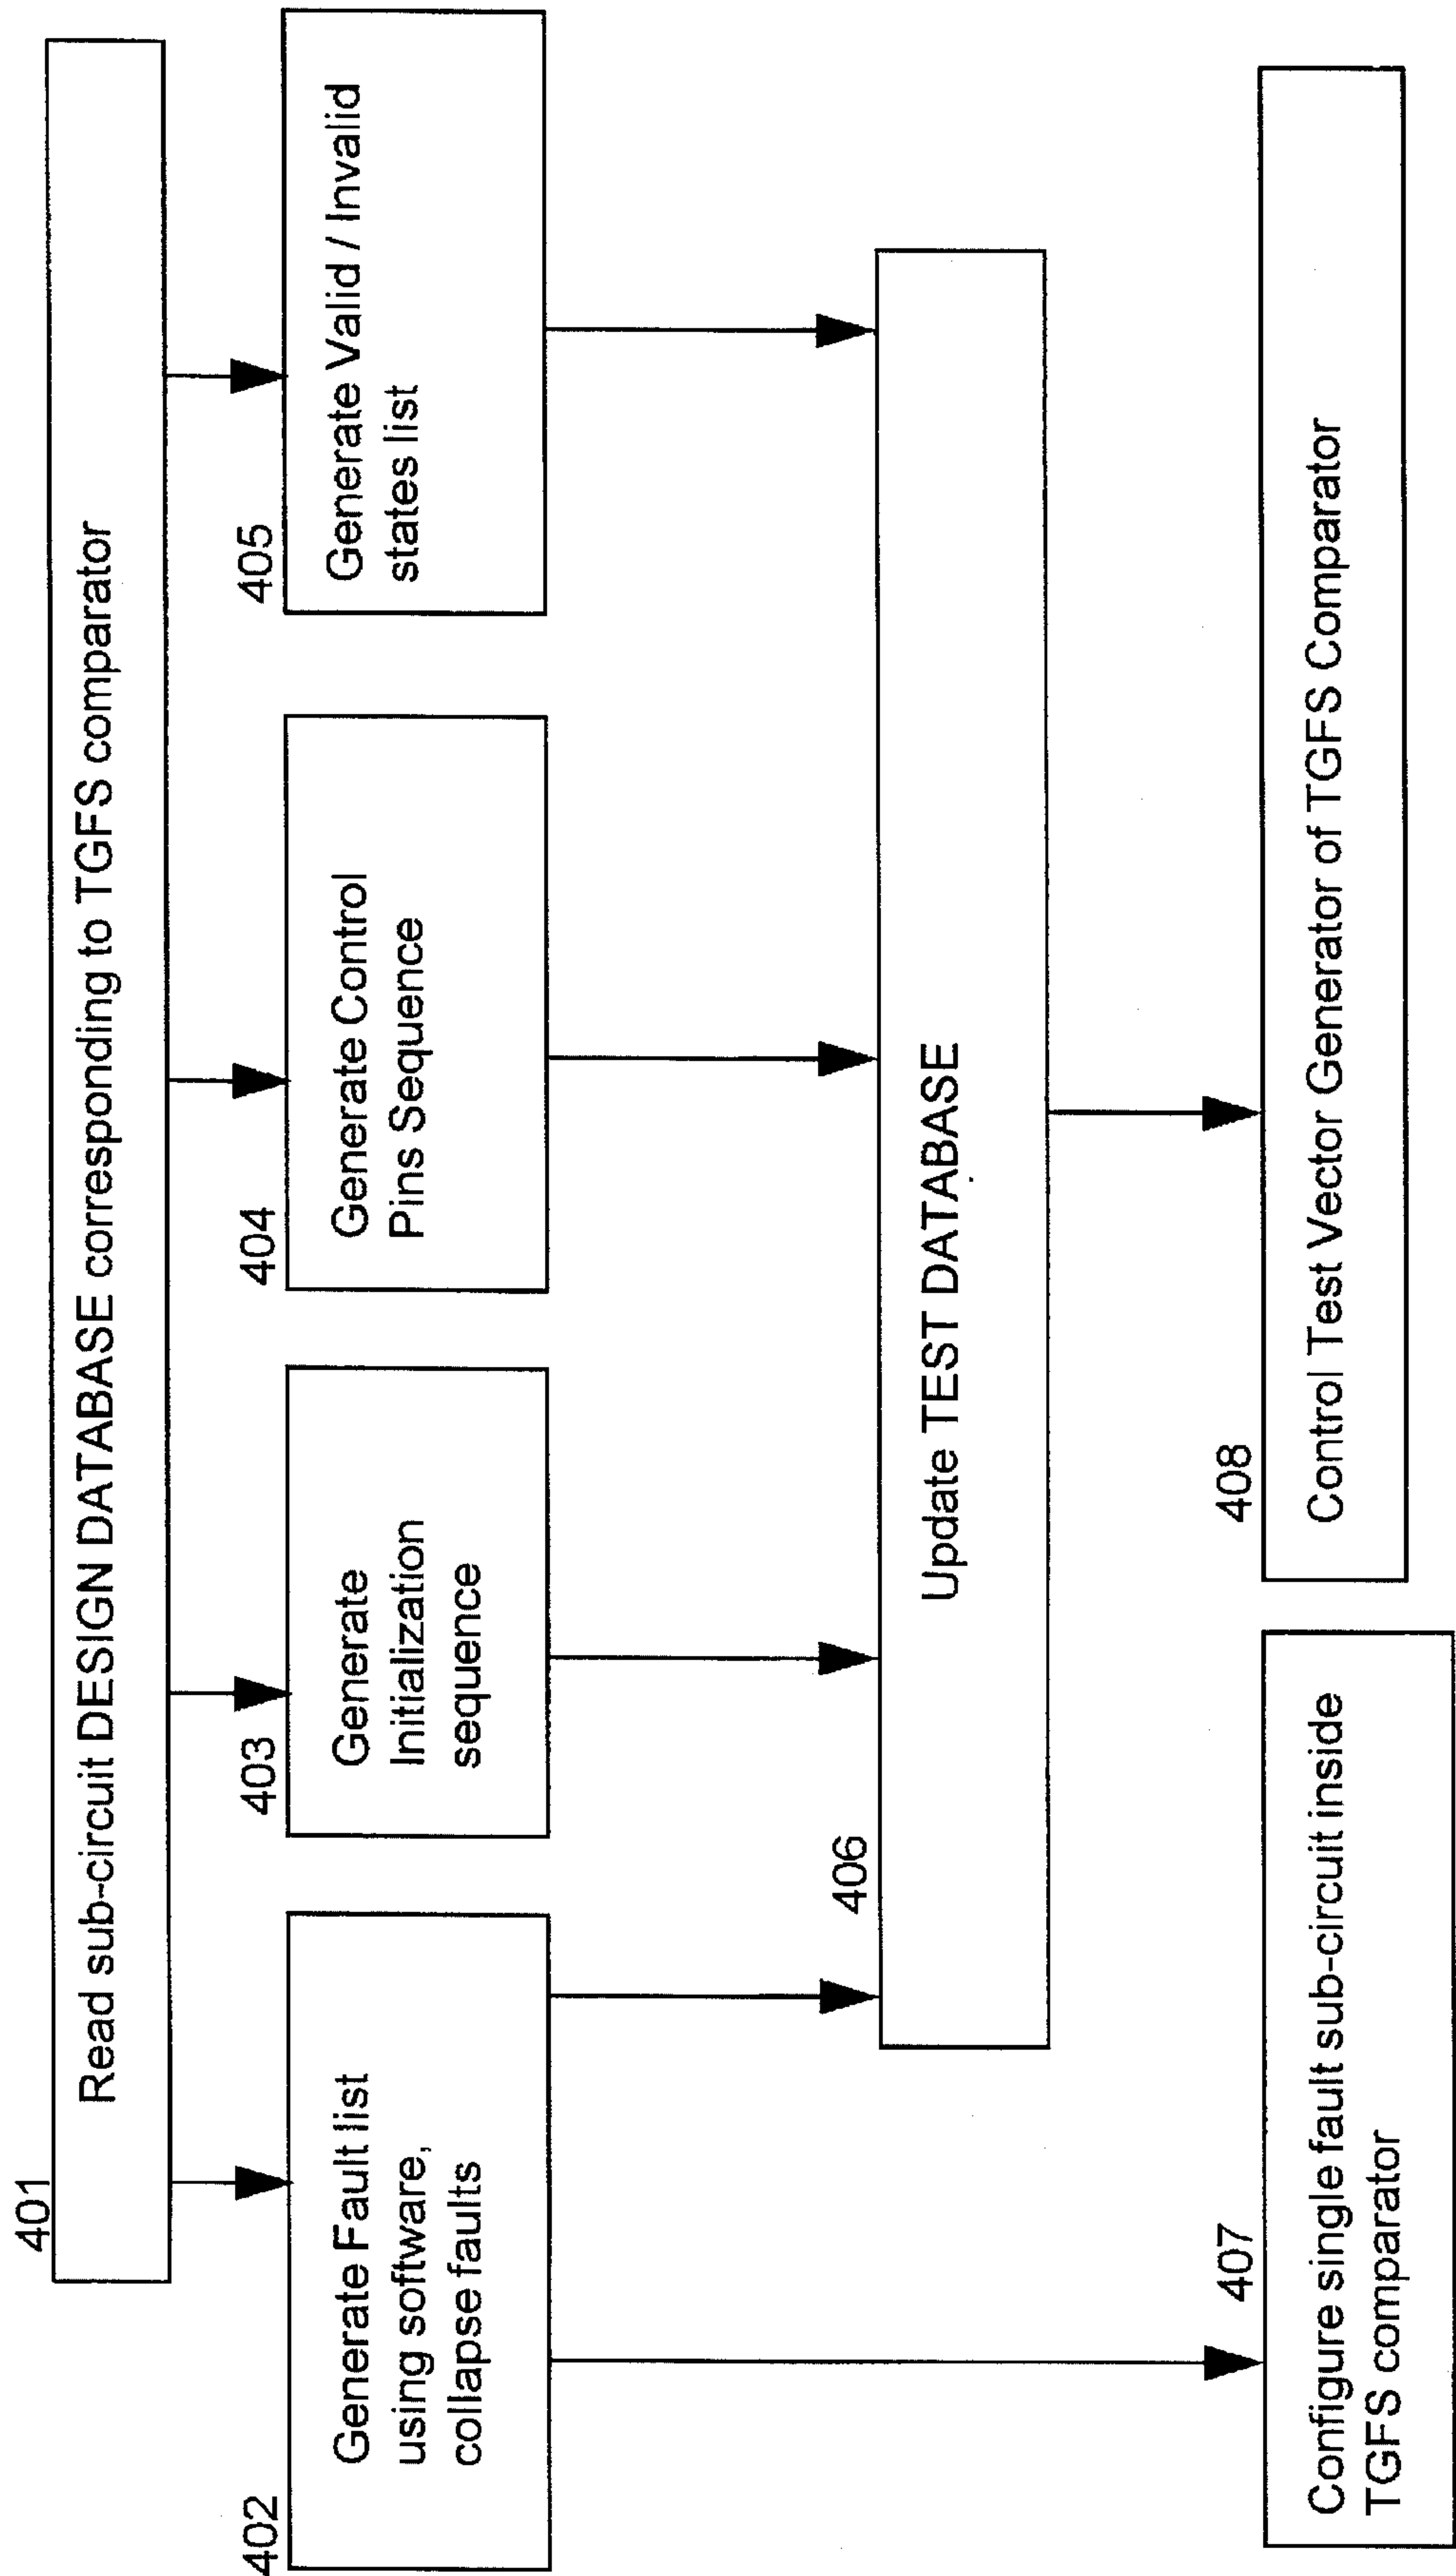 401
Read sub-circuit DESIGN DATABASE corresponding to TGFS comparator
402
Generate Fault list
using software,
collapse faults
403
Generate
Initialization
sequence
404
Generate Control
Pins Sequence
405
Generate Valid / Invalid
states list
406
Update TEST DATABASE
407
Configure single fault sub-circuit inside
TGFS comparator
408
Control Test Vector Generator of TGFS Comparator